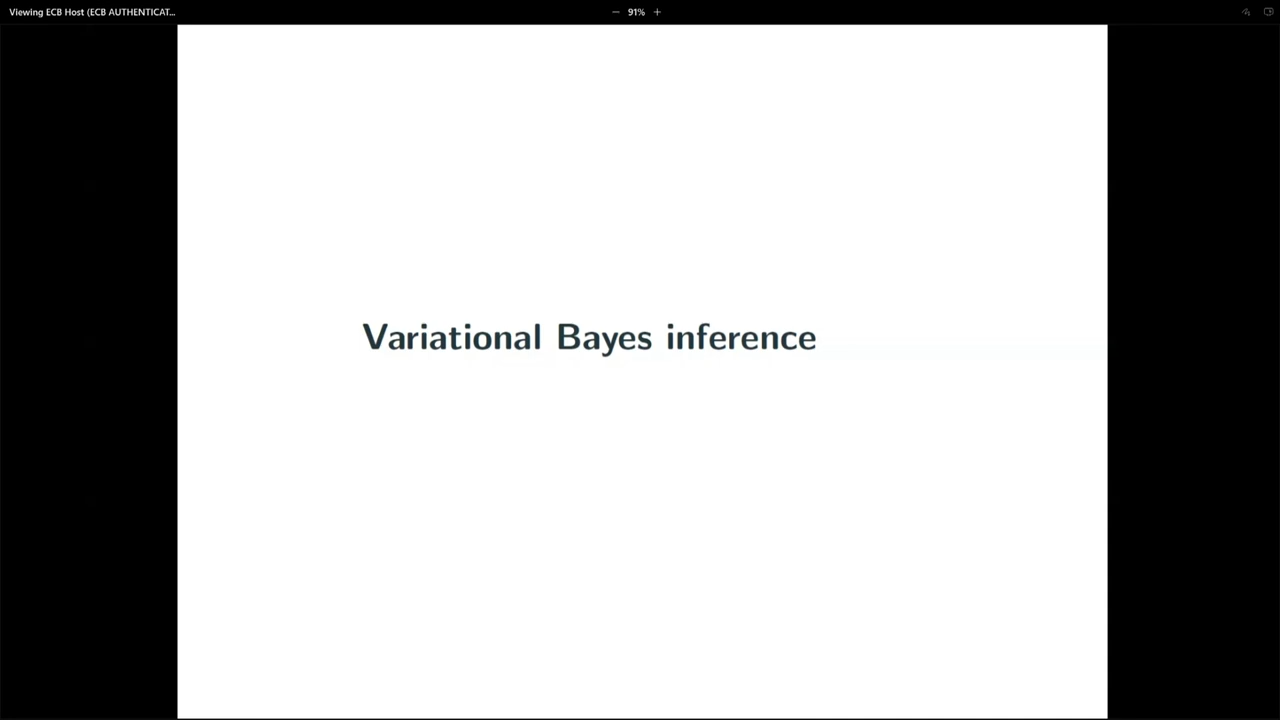 Viewing ECB Host (ECB AUTHENTICAT...
91%
Variational Bayes inference